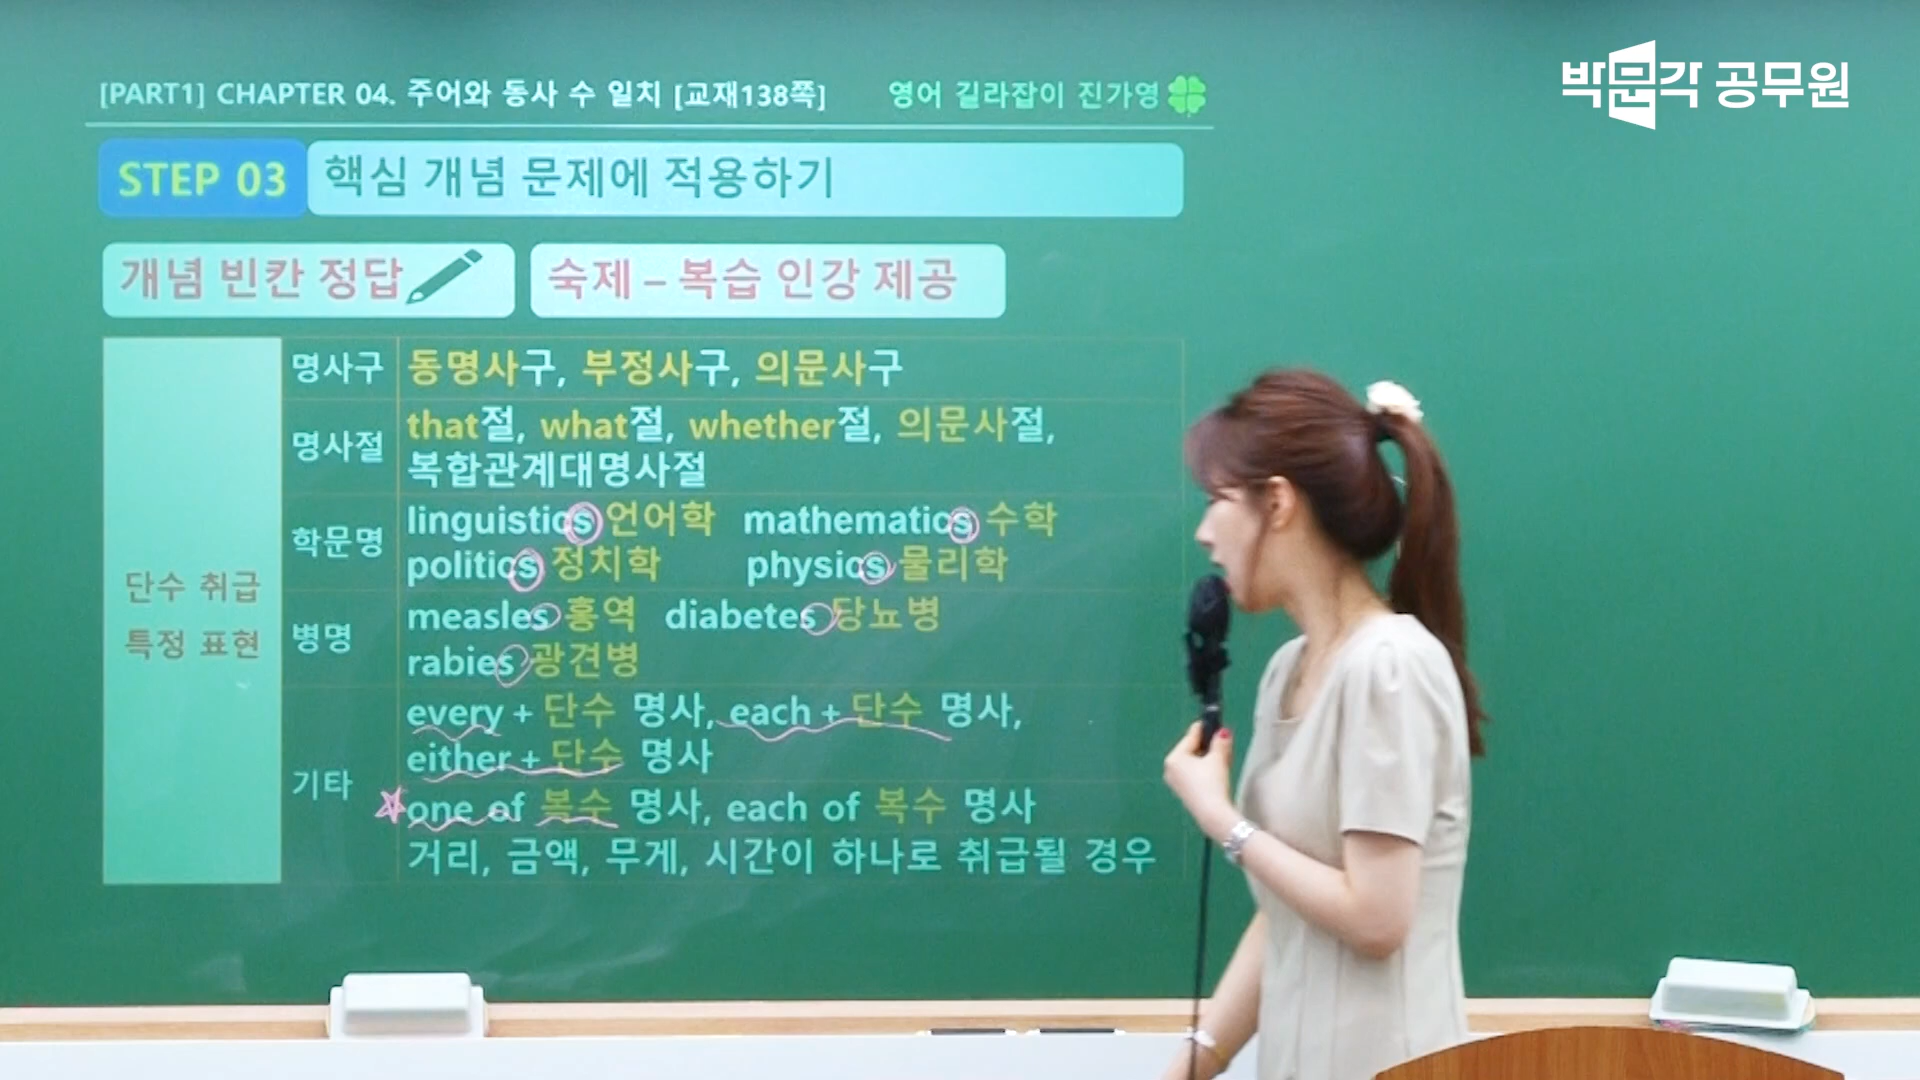 [PART1] CHAPTER 04. 주어와 동사 수 일치 [교재138쪽]
영어 길라잡이 진가영
박문각 공무원
STEP 03 핵심 개념 문제에 적용하기
개념 빈칸 정답
숙제 – 복습 인강 제공
단수 취급
특정 표현
명사구
동명사구, 부정사구, 의문사구
명사절
that절, what절, whether절, 의문사절,
복합관계대명사절
학문명
linguistics 언어학 mathematics 수학
politics 정치학 physics 물리학
병명
measles 홍역 diabetes 당뇨병
rabies 광견병
기타
every + 단수 명사, each + 단수 명사,
either + 단수 명사
one of 복수 명사, each of 복수 명사
거리, 금액, 무게, 시간이 하나로 취급될 경우